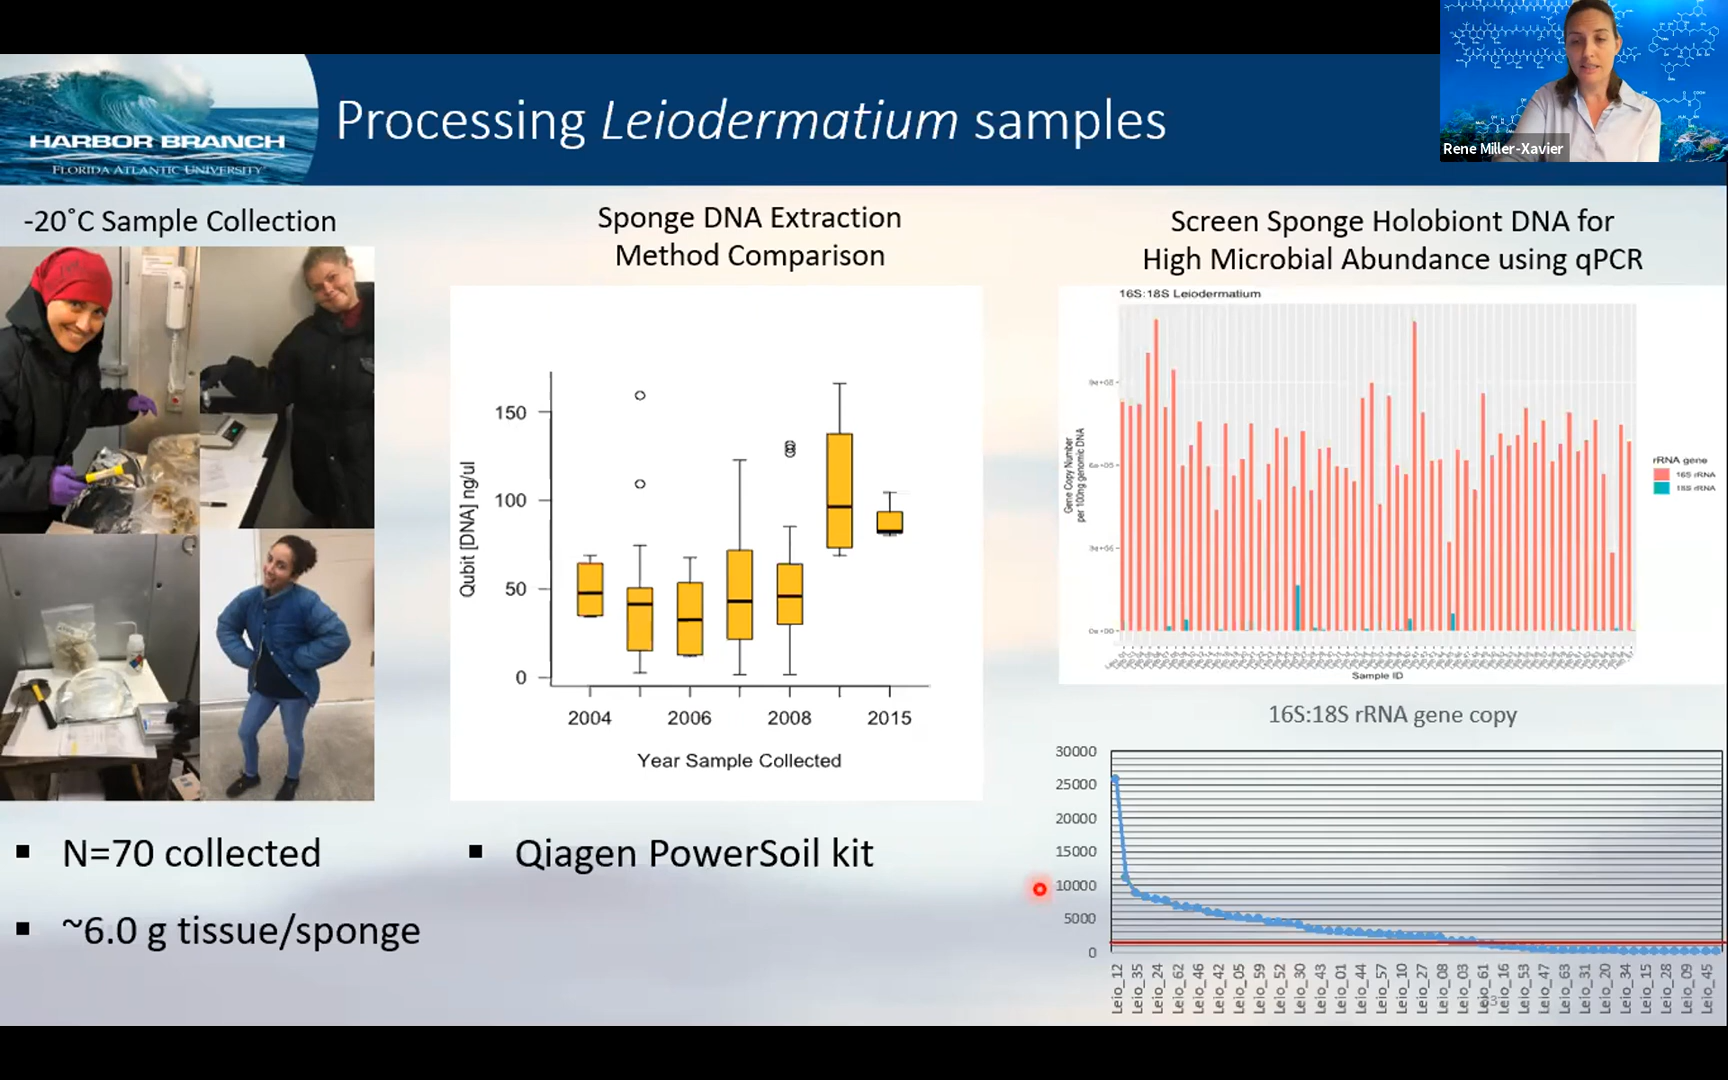 Rene Miller-Xavier
HARBOR BRANCH
FLORIDA ATLANTIC UNIVERSITY
Processing Leiodermatium samples
-20˚C Sample Collection
▪ N=70 collected
▪ ~6.0 g tissue/sponge
Sponge DNA Extraction
Method Comparison
Qubit [DNA] ng/ul
150
100
50
0
2004 2006 2008 2015
Year Sample Collected
▪ Qiagen PowerSoil kit
Screen Sponge Holobiont DNA for
High Microbial Abundance using qPCR
16S:18S Leiodermatium
Gene Copy Number
per 100ng genomic DNA
0e+00
Sample ID
rRNA gene
16S rRNA
18S rRNA
16S:18S rRNA gene copy
30000
25000
20000
15000
10000
5000
0
Leio_12 Leio_35 Leio_24 Leio_62 Leio_46 Leio_42 Leio_05 Leio_59 Leio_52 Leio_30 Leio_43 Leio_01 Leio_44 Leio_57 Leio_10 Leio_27 Leio_08 Leio_03 Leio_61 Leio_16 Leio_53 Leio_47 Leio_63 Leio_31 Leio_20 Leio_34 Leio_15 Leio_28 Leio_09 Leio_45